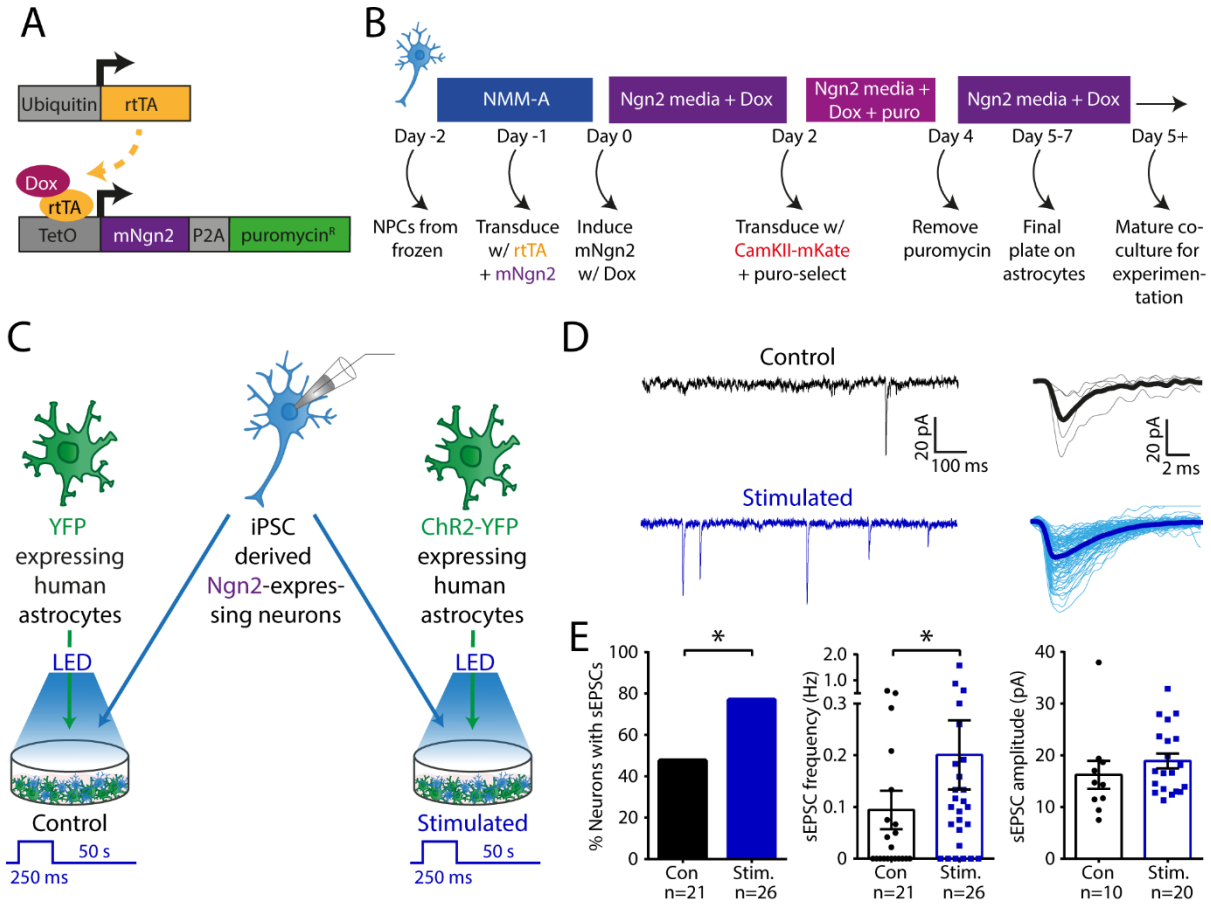 A
Ubiquitin rtTA
Dox
rtTA
TetO mNgn2 P2A puromycinᴿ
B
NMM-A
Ngn2 media + Dox
Ngn2 media +
Dox + puro
Ngn2 media + Dox
Day -2 Day -1 Day 0 Day 2 Day 4 Day 5-7 Day 5+
NPCs from
frozen
Transduce
w/ rtTA
+ mNgn2
Induce
mNgn2
w/ Dox
Transduce w/
CamKII-mKate
+ puro-select
Remove
puromycin
Final
plate on
astrocytes
Mature co-
culture for
experimen-
tation
C
YFP
expressing
human
astrocytes
iPSC
derived
Ngn2-expres-
sing neurons
ChR2-YFP
expressing
human
astrocytes
LED
LED
Control
50 s
250 ms
Stimulated
50 s
250 ms
D
Control
20 pA
100 ms
20 pA
2 ms
Stimulated
E
% Neurons with sEPSCs
100
80
60
40
20
0
*
Con
n=21
Stim.
n=26
sEPSC frequency (Hz)
2.0
1.0
0.3
0.2
0.1
0
*
Con
n=21
Stim.
n=26
sEPSC amplitude (pA)
40
30
20
10
0
Con
n=10
Stim.
n=20